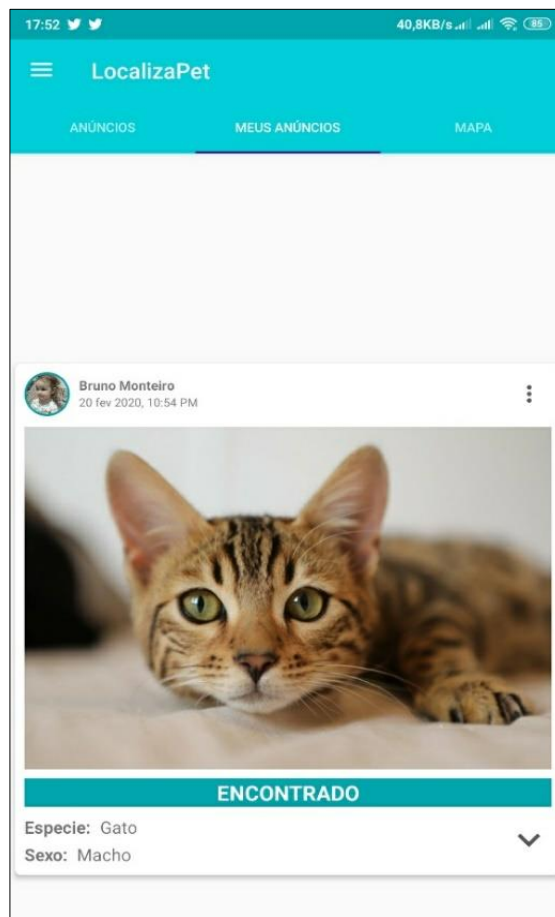 17:52 40,8KB/s 85
LocalizaPet
ANÚNCIOS MEUS ANÚNCIOS MAPA
Bruno Monteiro
20 fev 2020, 10:54 PM
ENCONTRADO
Especie: Gato
Sexo: Macho